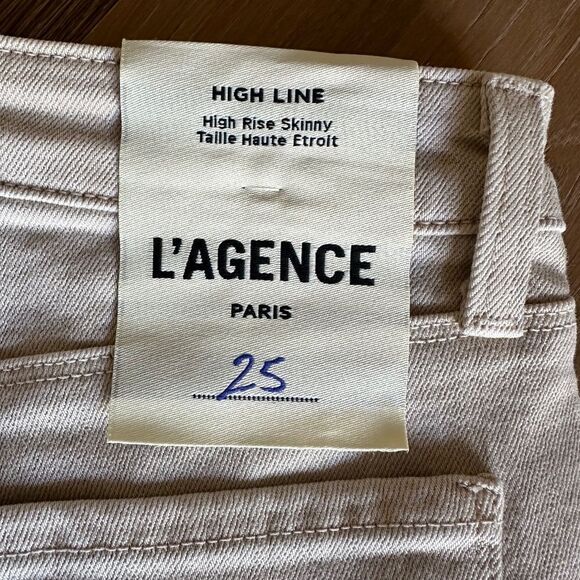 HIGH LINE
High Rise Skinny
Taille Haute Etroit
L'AGENCE
PARIS
25